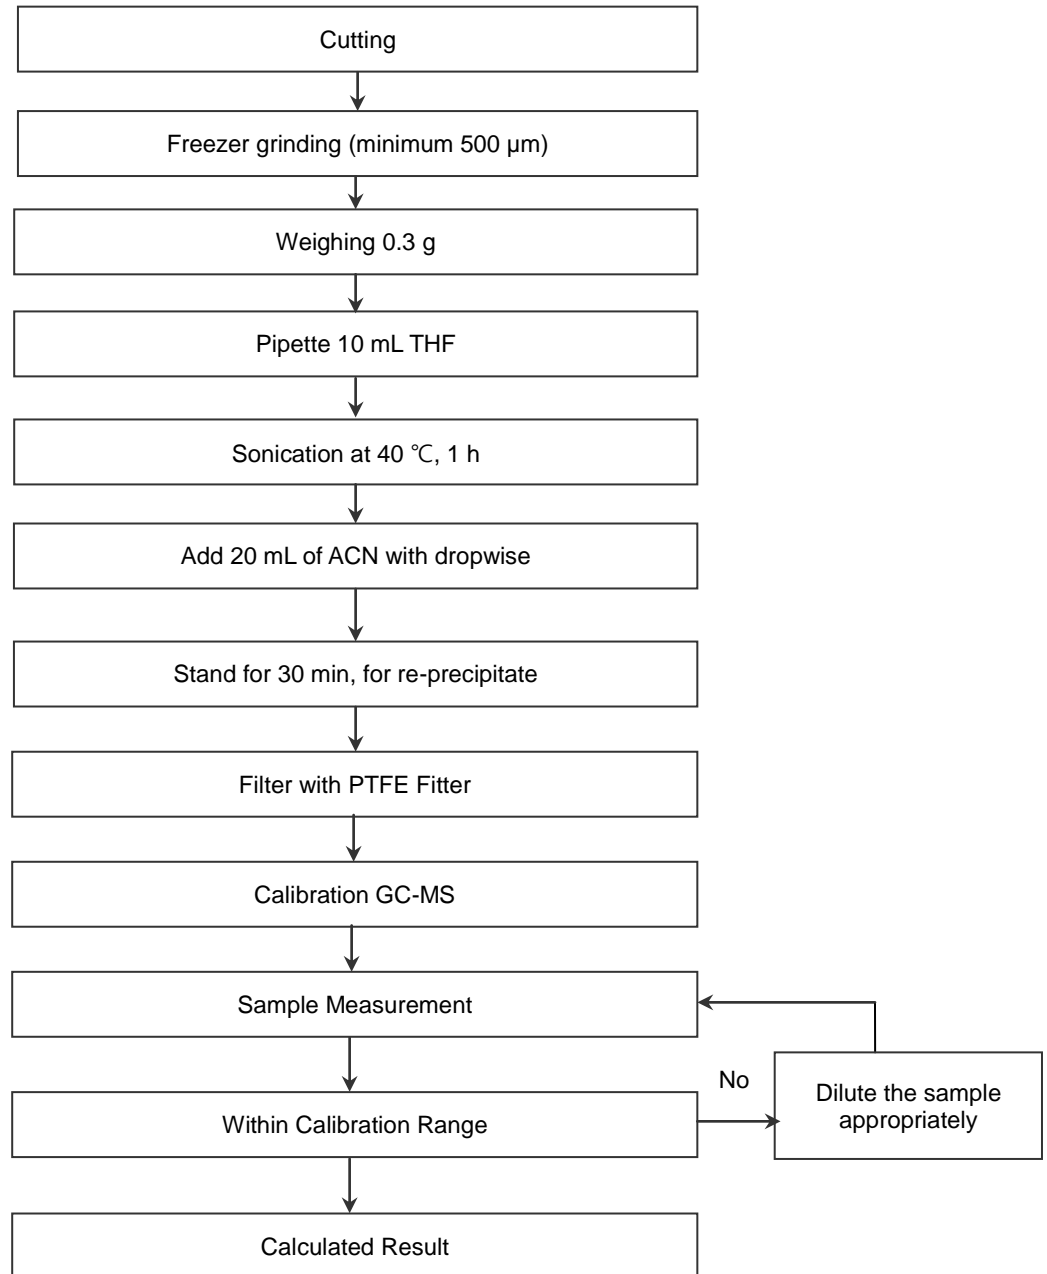 Cutting
Freezer grinding (minimum 500 µm)
Weighing 0.3 g
Pipette 10 mL THF
Sonication at 40 ℃, 1 h
Add 20 mL of ACN with dropwise
Stand for 30 min, for re-precipitate
Filter with PTFE Fitter
Calibration GC-MS
Sample Measurement
Within Calibration Range
No
Dilute the sample
appropriately
Calculated Result